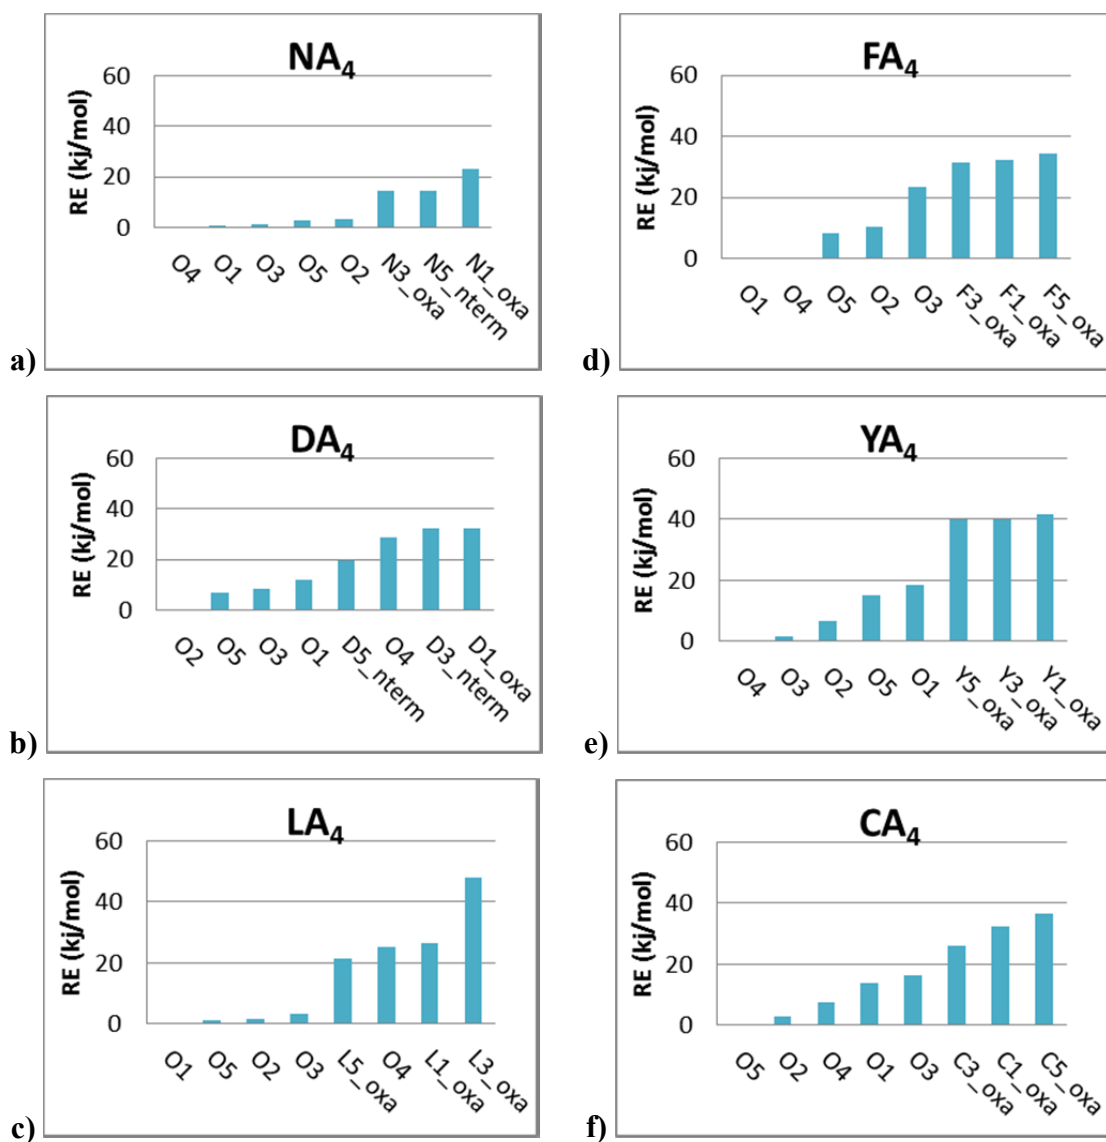 NA4
RE (kj/mol)
60
40
20
0
O4 O1 O3 O5 O2 N3_oxa N5_nterm N1_oxa
a)
FA4
RE (kj/mol)
60
40
20
0
O1 O4 O5 O2 O3 F3_oxa F1_oxa F5_oxa
d)
DA4
RE (kj/mol)
60
40
20
0
O2 O5 O3 O1 D5_nterm O4 D3_nterm D1_oxa
b)
YA4
RE (kj/mol)
60
40
20
0
O4 O3 O2 O5 O1 Y5_oxa Y3_oxa Y1_oxa
e)
LA4
RE (kj/mol)
60
40
20
0
O1 O5 O2 O3 L5_oxa O4 L1_oxa L3_oxa
c)
CA4
RE (kj/mol)
60
40
20
0
O5 O2 O4 O1 O3 C3_oxa C1_oxa C5_oxa
f)